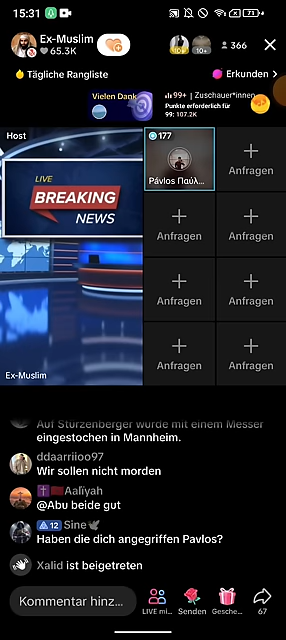 15:31
71
Ex-Muslim
65.3K
10+
366
Tägliche Rangliste
Erkunden
Vielen Dank
99+ | Zuschauer*innen
Punkte erforderlich für
99: 107.2K
Host
LIVE
BREAKING
NEWS
Ex-Muslim
177
Pávlos Παύλ...
Anfragen
Anfragen
Anfragen
Anfragen
Anfragen
Anfragen
Anfragen
Auf Stürzenberger wurde mit einem Messer
eingestochen in Mannheim.
ddaarriioo97
Wir sollen nicht morden
Aaliyah
@Abu beide gut
12 Sine
Haben die dich angegriffen Pavlos?
Xalid ist beigetreten
Kommentar hinz...
LIVE mi...
Senden
Gesche...
67